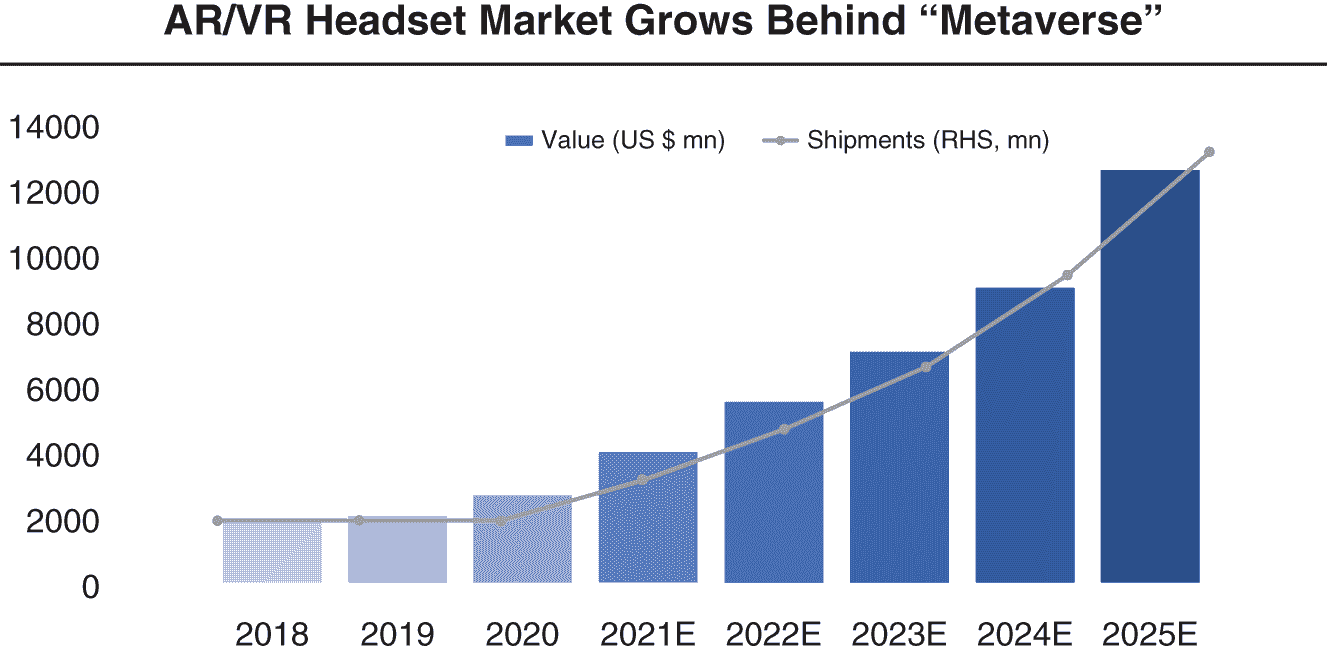 AR/VR Headset Market Grows Behind “Metaverse”
Value (US $ mn)
Shipments (RHS, mn)
14000
12000
10000
8000
6000
4000
2000
0
2018
2019
2020
2021E
2022E
2023E
2024E
2025E